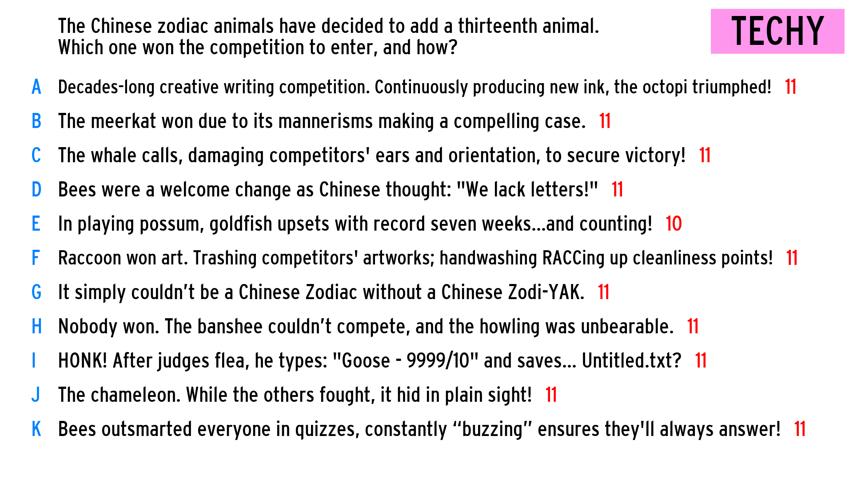 The Chinese zodiac animals have decided to add a thirteenth animal.
Which one won the competition to enter, and how?
TECHY
A Decades-long creative writing competition. Continuously producing new ink, the octopi triumphed! 11
B The meerkat won due to its mannerisms making a compelling case. 11
C The whale calls, damaging competitors' ears and orientation, to secure victory! 11
D Bees were a welcome change as Chinese thought: "We lack letters!" 11
E In playing possum, goldfish upsets with record seven weeks...and counting! 10
F Raccoon won art. Trashing competitors' artworks; handwashing RACCing up cleanliness points! 11
G It simply couldn’t be a Chinese Zodiac without a Chinese Zodi-YAK. 11
H Nobody won. The banshee couldn’t compete, and the howling was unbearable. 11
I HONK! After judges flea, he types: "Goose - 9999/10" and saves... Untitled.txt? 11
J The chameleon. While the others fought, it hid in plain sight! 11
K Bees outsmarted everyone in quizzes, constantly “buzzing” ensures they'll always answer! 11